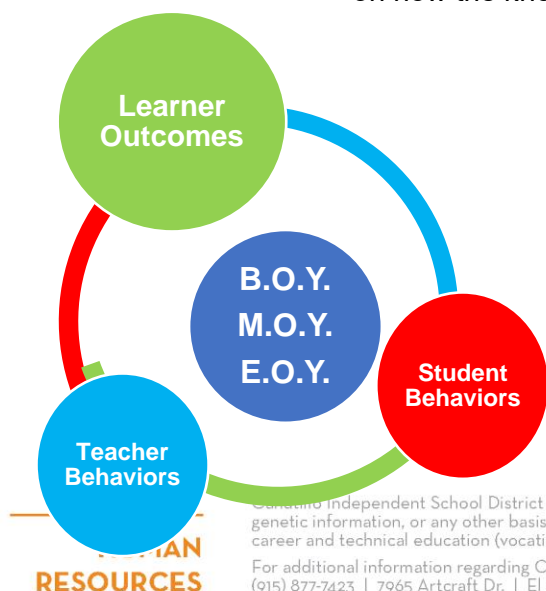 Learner
Outcomes
B.O.Y.
M.O.Y.
E.O.Y.
Student
Behaviors
Teacher
Behaviors
RESOURCES
Independent School District
genetic information, or any other basis
career and technical education (vocati
For additional information regarding C
(915) 877-7423 | 7965 Artcraft Dr. | El